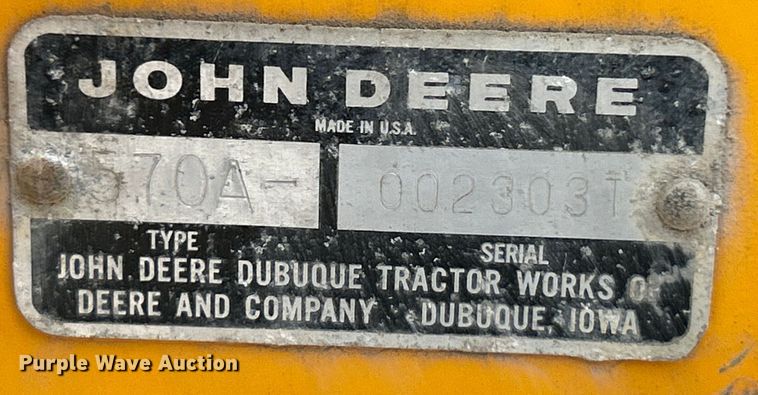 JOHN DEERE
MADE IN U.S.A.
570A- 002303T
TYPE SERIAL
JOHN DEERE DUBUQUE TRACTOR WORKS OF
DEERE AND COMPANY DUBUQUE, IOWA
Purple Wave Auction